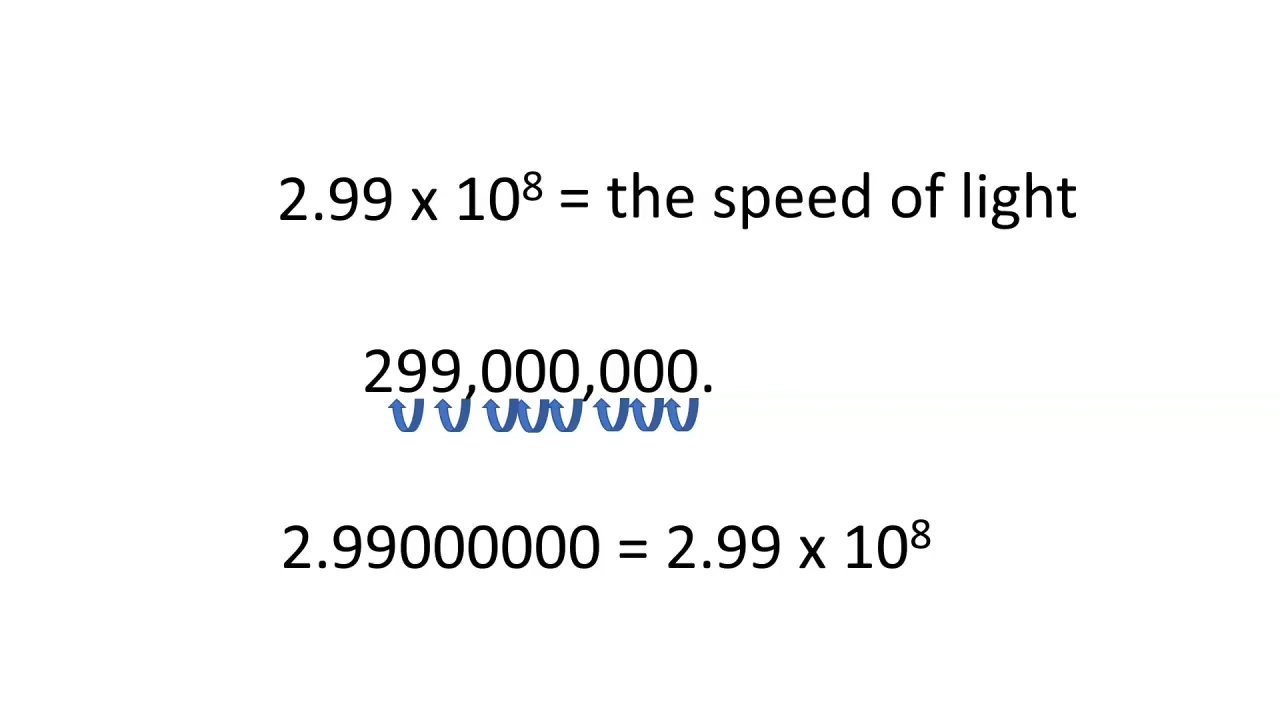 2.99 x 10⁸ = the speed of light
299,000,000.
2.99000000 = 2.99 x 10⁸